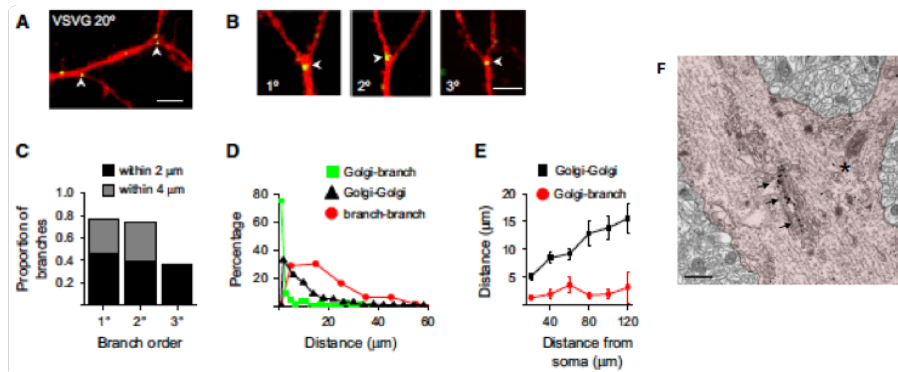 A
VSVG 20°
B
1°
2°
3°
F
*
C
within 2 μm
within 4 μm
Proportion of
branches
1.0
0.8
0.6
0.4
0.2
1° 2° 3°
Branch order
D
Golgi-branch
Golgi-Golgi
branch-branch
Percentage
80
60
40
20
0
0 20 40 60
Distance (μm)
E
Golgi-Golgi
Golgi-branch
Distance (μm)
20
15
10
5
0
40 80 120
Distance from
soma (μm)